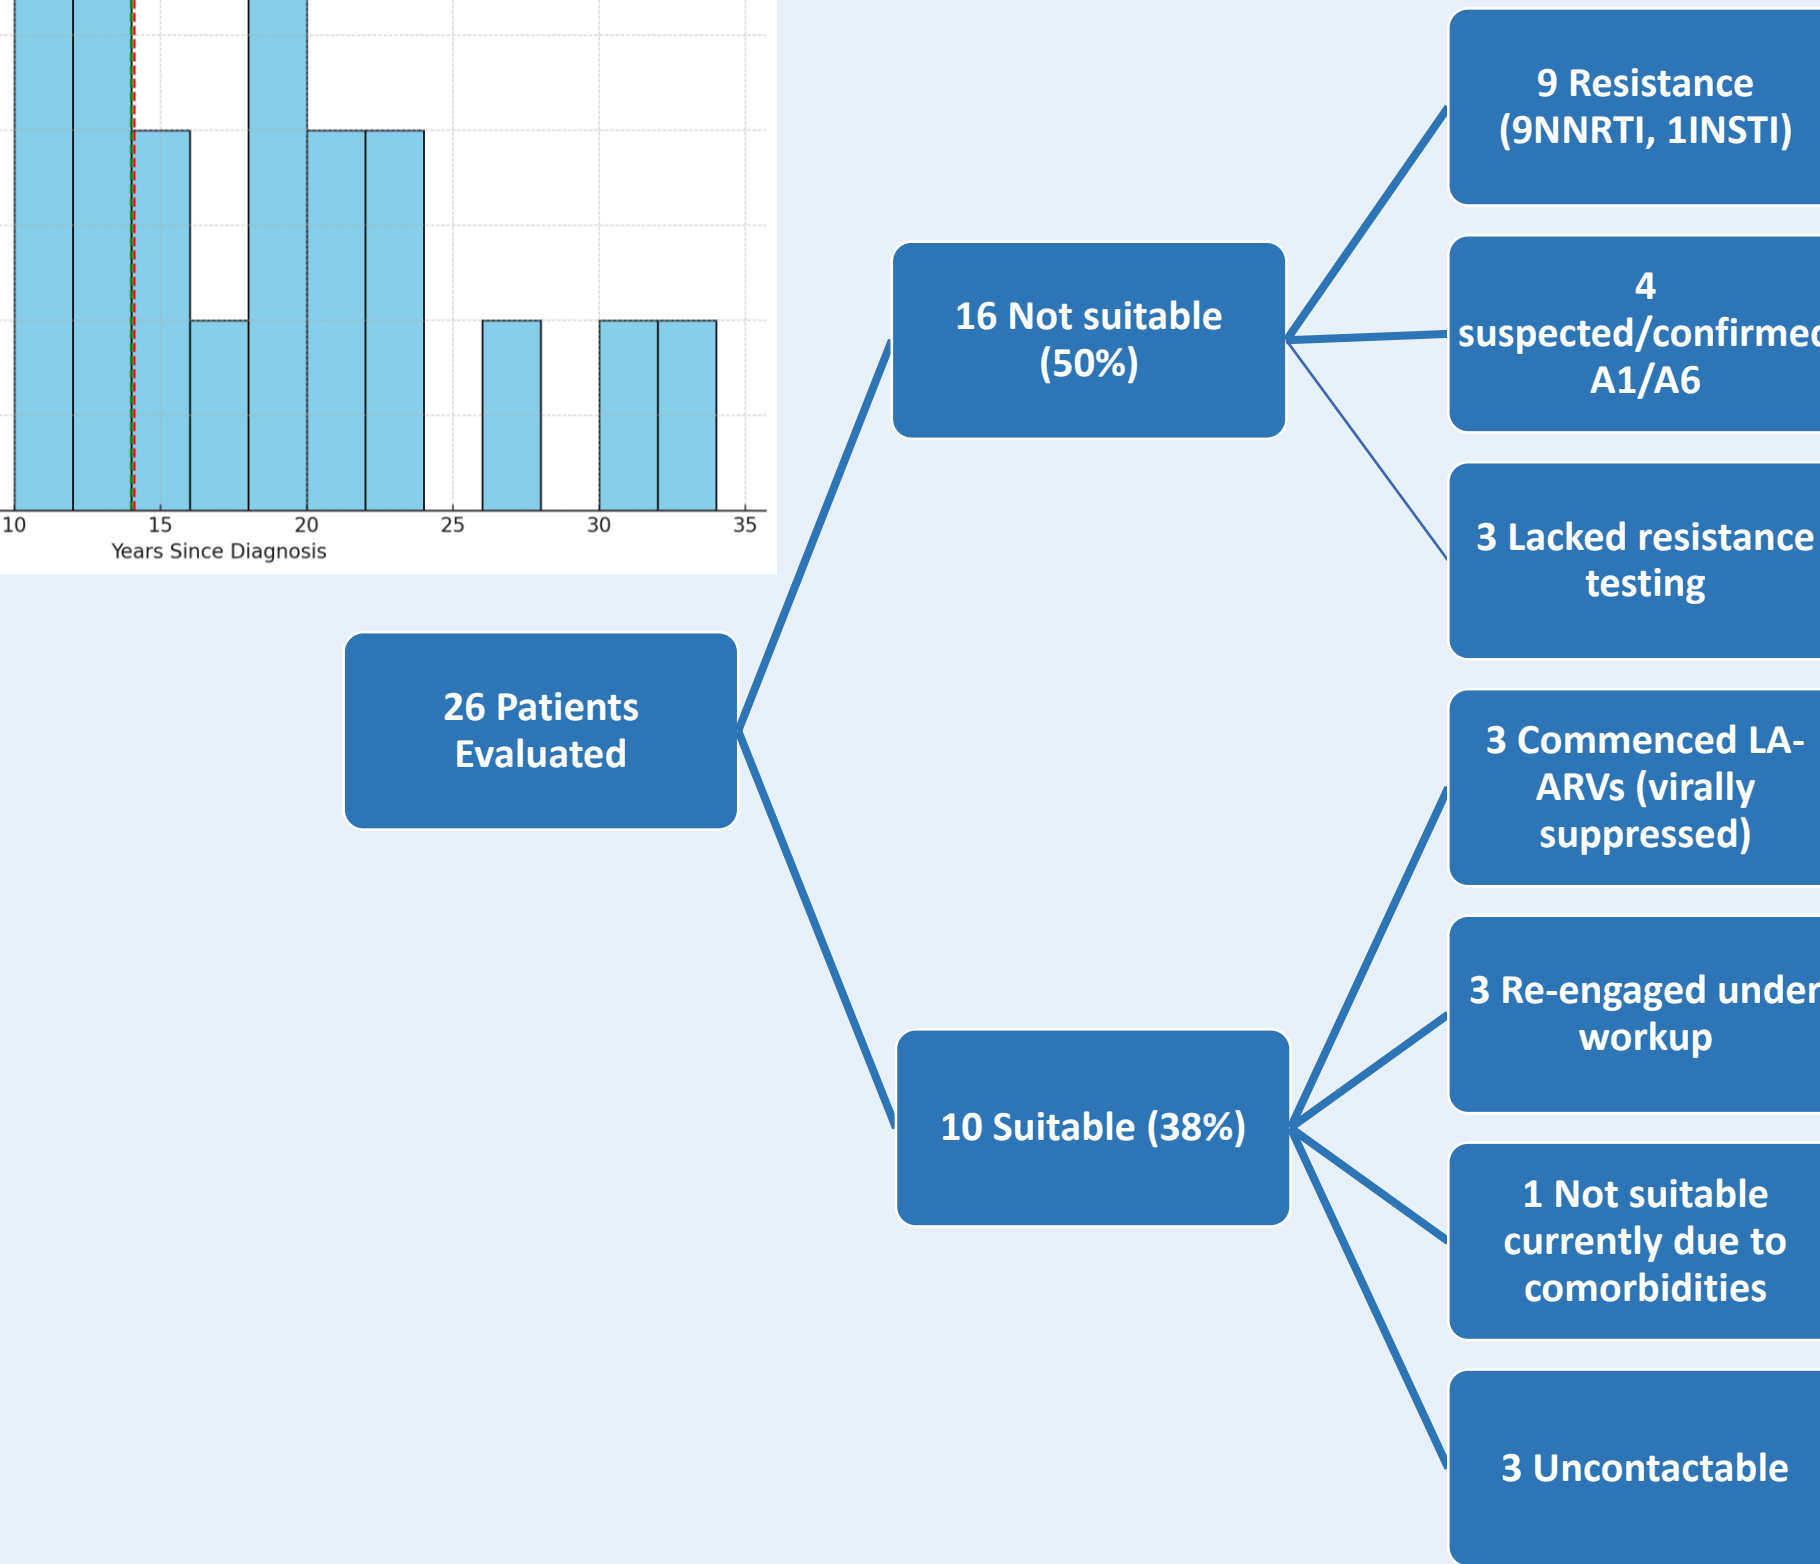 10 15 20 25 30 35
Years Since Diagnosis
26 Patients
Evaluated
16 Not suitable
(50%)
10 Suitable (38%)
9 Resistance
(9NNRTI, 1INSTI)
4
suspected/confirmed
A1/A6
3 Lacked resistance
testing
3 Commenced LA-
ARVs (virally
suppressed)
3 Re-engaged under
workup
1 Not suitable
currently due to
comorbidities
3 Uncontactable